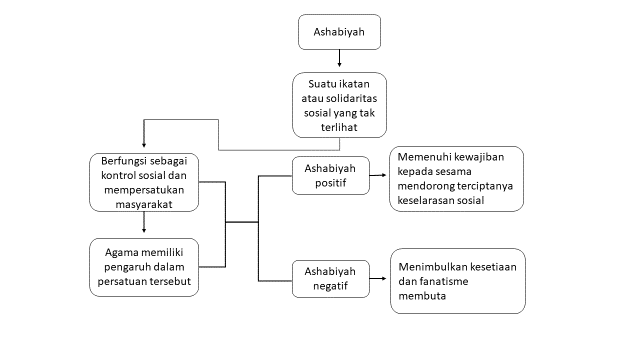 Ashabiyah
Suatu ikatan
atau solidaritas
sosial yang tak
terlihat
Berfungsi sebagai
kontrol sosial dan
mempersatukan
masyarakat
Agama memiliki
pengaruh dalam
persatuan tersebut
Ashabiyah
positif
Memenuhi kewajiban
kepada sesama
mendorong terciptanya
keselarasan sosial
Ashabiyah
negatif
Menimbulkan kesetiaan
dan fanatisme
membuta